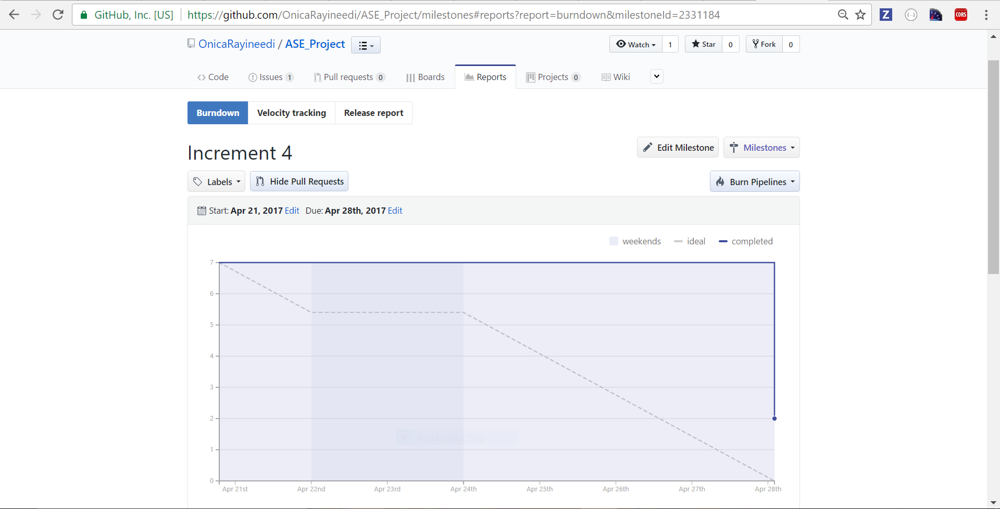 GitHub, Inc. [US] https://github.com/OnicaRayineedi/ASE_Project/milestones#reports?report=burndown&milestoneId=2331184 Z {···} CORS
OnicaRayineedi / ASE_Project Watch 1 Star 0 Fork 0
Code Issues 1 Pull requests 0 Boards Reports Projects 0 Wiki
Burndown Velocity tracking Release report
Increment 4 Edit Milestone Milestones
Labels Hide Pull Requests Burn Pipelines
Start: Apr 21, 2017 Edit Due: Apr 28th, 2017 Edit
weekends ideal completed
7
6
5
4
3
2
Rectangular Snip
1
0
Apr 21st Apr 22nd Apr 23rd Apr 24th Apr 25th Apr 26th Apr 27th Apr 28th